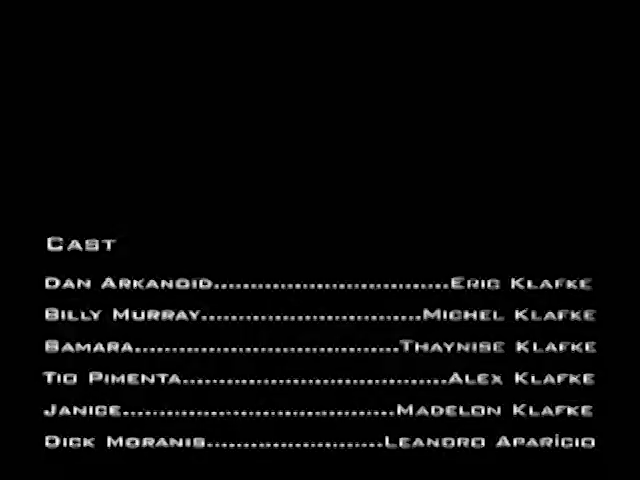 Cast
Dan Arkanoid................................Eric Klafke
Billy Murray.............................Michel Klafke
Samara...................................Thaynise Klafke
Tio Pimenta...................................Alex Klafke
Janice....................................Madelon Klafke
Dick Moranis.......................Leandro Aparício